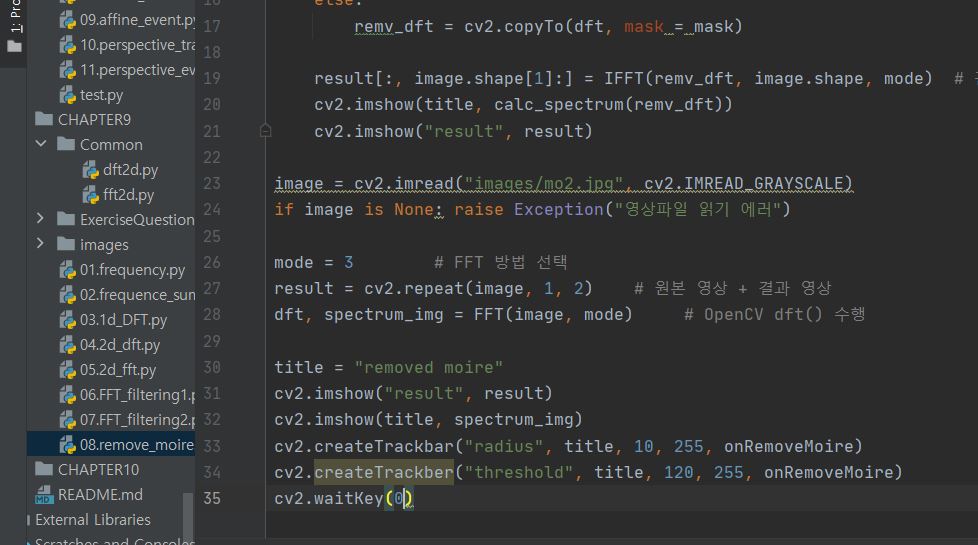 1: Pro
09.affine_event.py
10.perspective_tra
11.perspective_ev
test.py
CHAPTER9
Common
dft2d.py
fft2d.py
ExerciseQuestion
images
01.frequency.py
02.frequence_sum
03.1d_DFT.py
04.2d_dft.py
05.2d_fft.py
06.FFT_filtering1.p
07.FFT_filtering2.p
08.remove_moire
CHAPTER10
README.md
External Libraries
Scratches and Consoles
16 else:
17 remv_dft = cv2.copyTo(dft, mask = mask)
18
19 result[:, image.shape[1]:] = IFFT(remv_dft, image.shape, mode) #
20 cv2.imshow(title, calc_spectrum(remv_dft))
21 cv2.imshow("result", result)
22
23 image = cv2.imread("images/mo2.jpg", cv2.IMREAD_GRAYSCALE)
24 if image is None: raise Exception("영상파일 읽기 에러")
25
26 mode = 3 # FFT 방법 선택
27 result = cv2.repeat(image, 1, 2) # 원본 영상 + 결과 영상
28 dft, spectrum_img = FFT(image, mode) # OpenCV dft() 수행
29
30 title = "removed moire"
31 cv2.imshow("result", result)
32 cv2.imshow(title, spectrum_img)
33 cv2.createTrackbar("radius", title, 10, 255, onRemoveMoire)
34 cv2.createTrackber("threshold", title, 120, 255, onRemoveMoire)
35 cv2.waitKey(0)